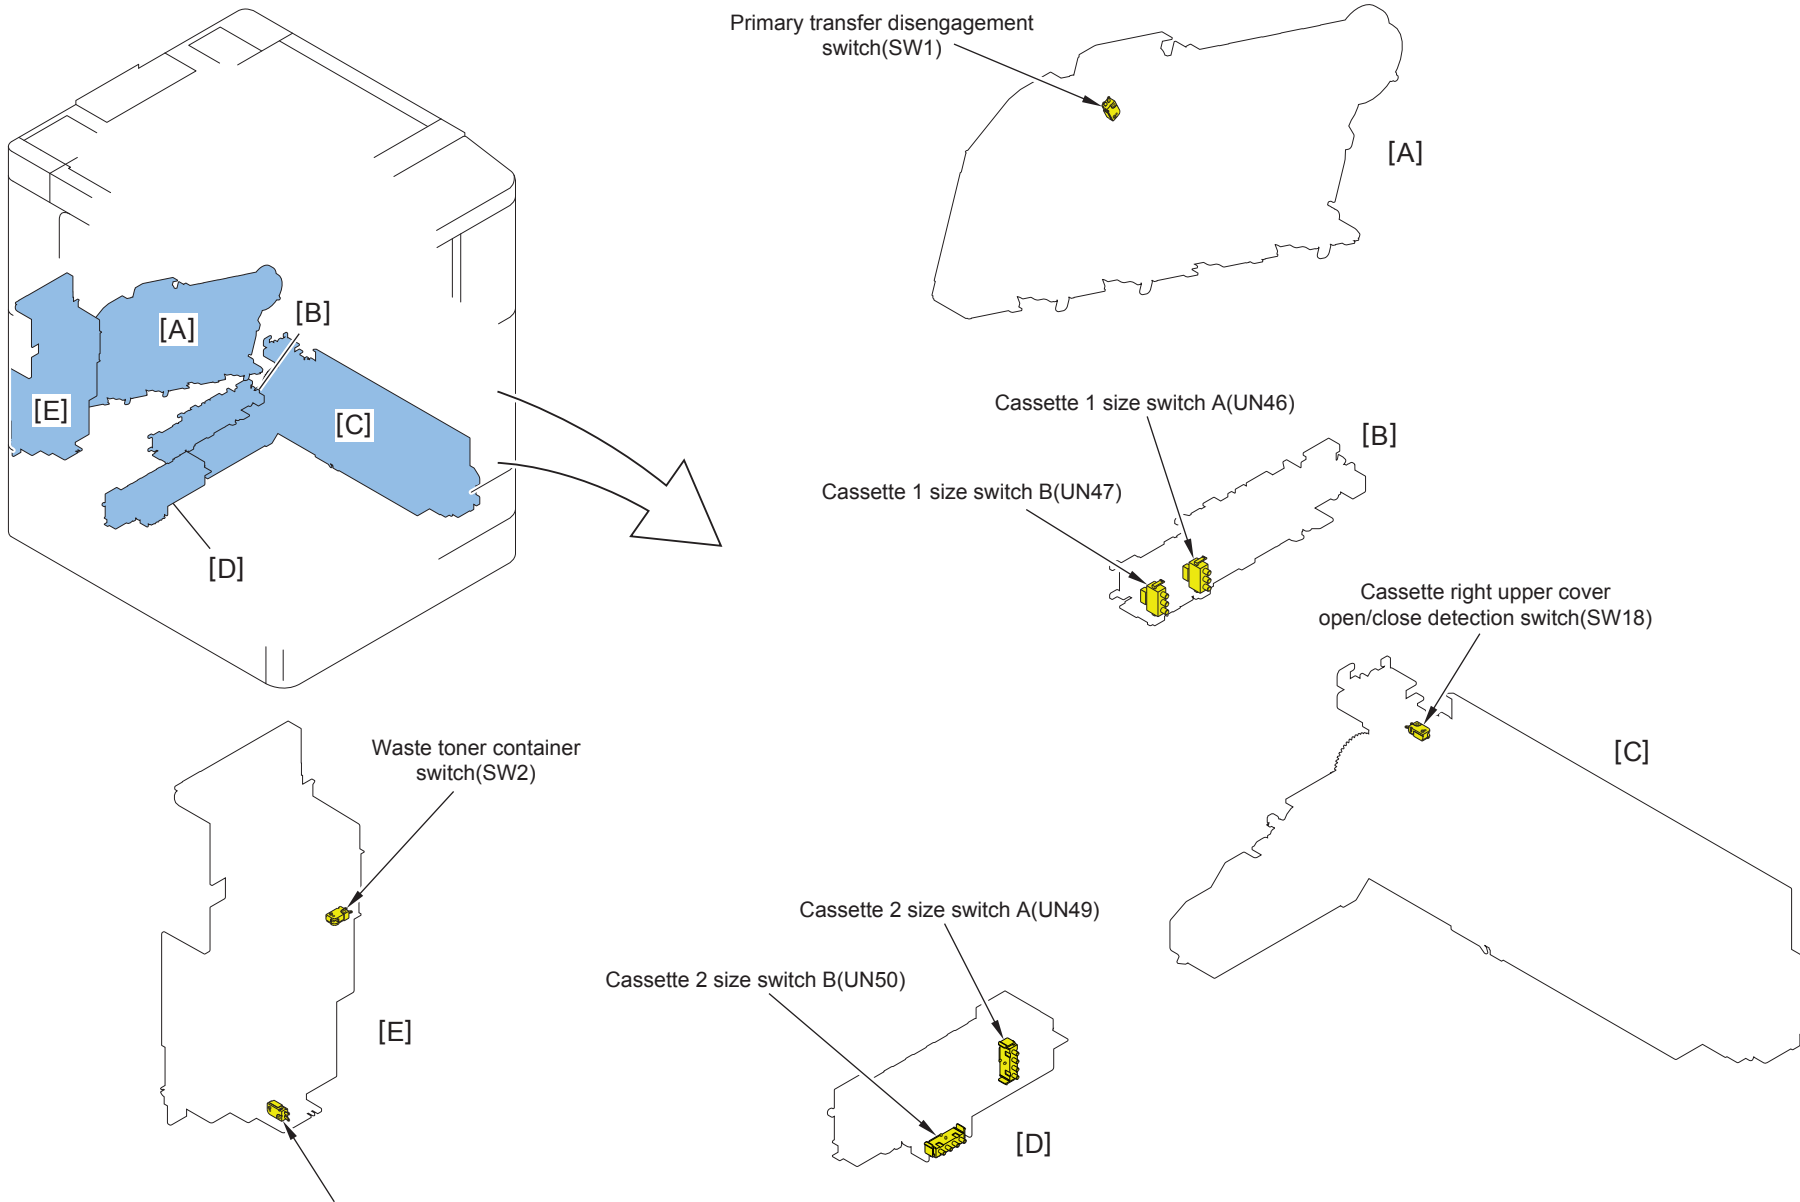 Primary transfer disengagement
switch(SW1)
[A]
[A]
[B]
[E]
[C]
[D]
Cassette 1 size switch A(UN46)
[B]
Cassette 1 size switch B(UN47)
Cassette right upper cover
open/close detection switch(SW18)
[C]
Waste toner container
switch(SW2)
[E]
Cassette 2 size switch A(UN49)
Cassette 2 size switch B(UN50)
[D]